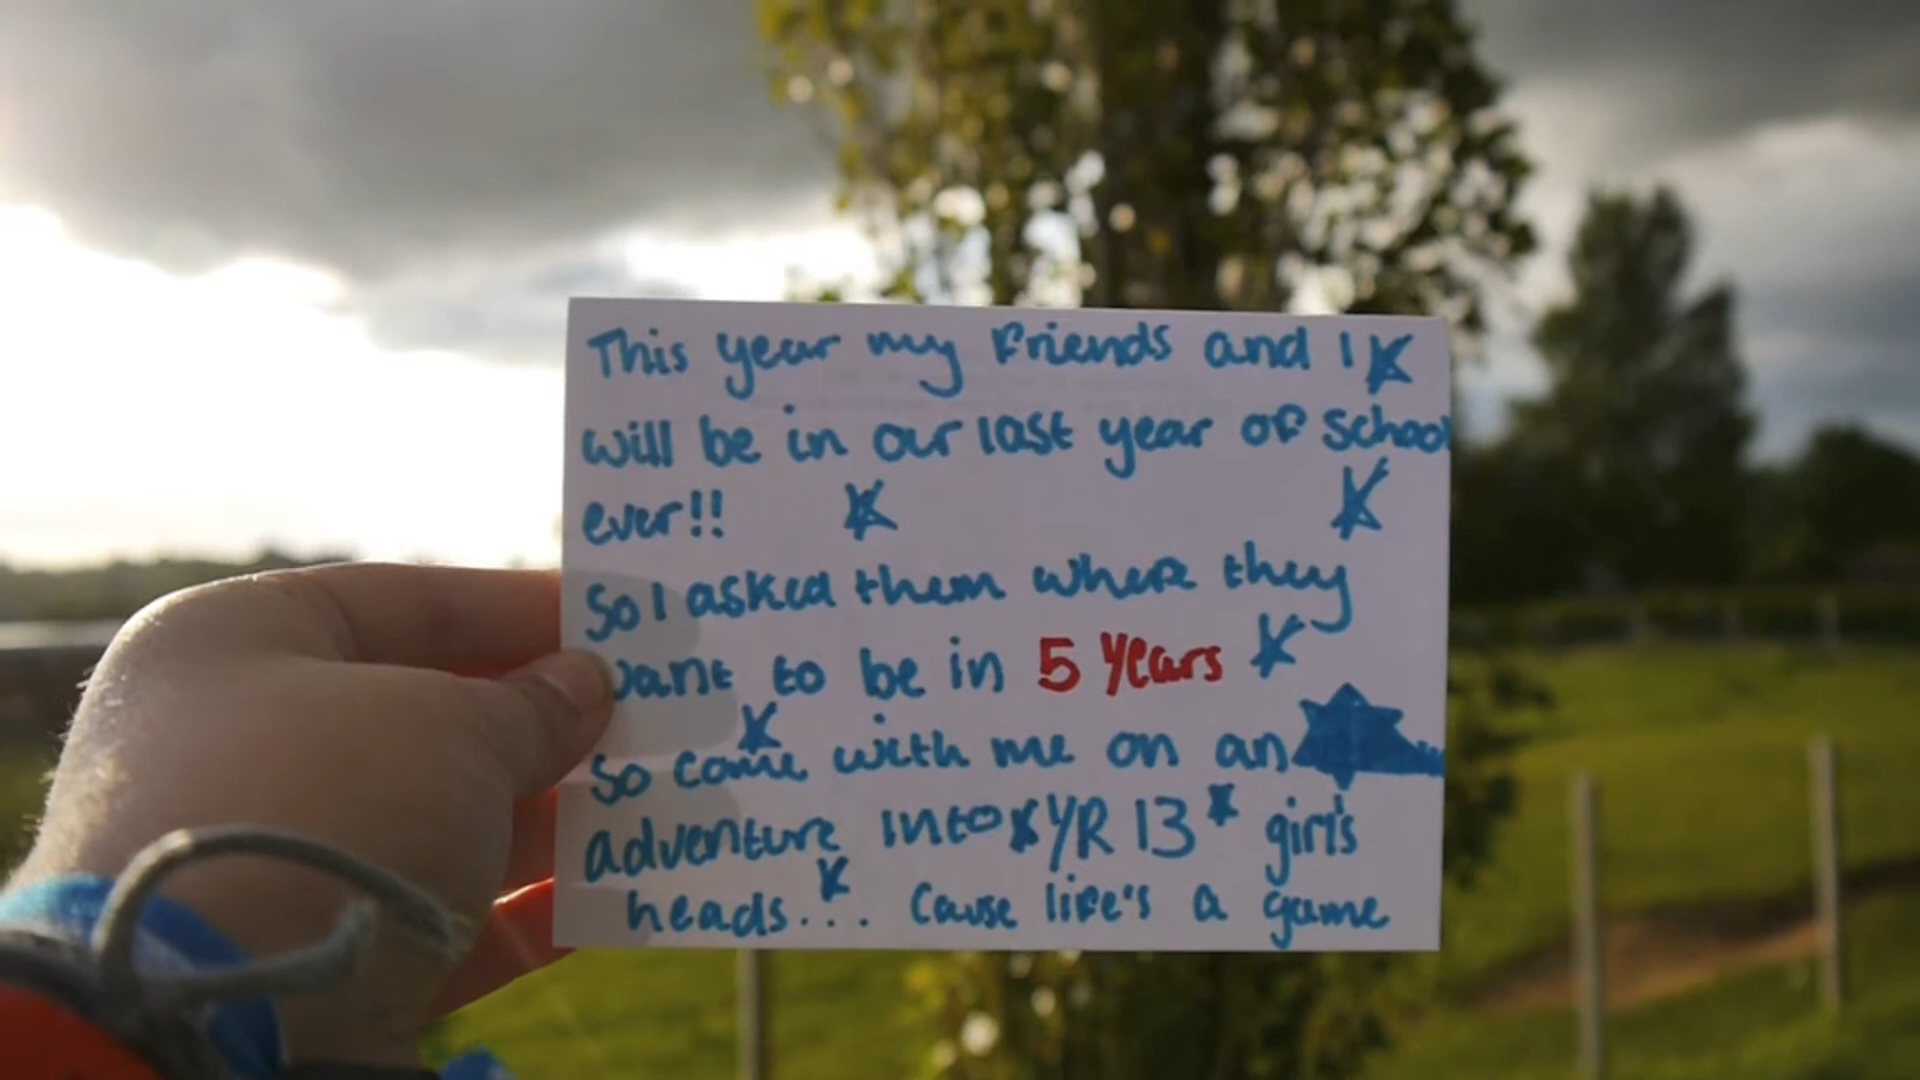 This year my friends and I
will be in our last year of school
ever!!
So I asked them where they
want to be in 5 years
So come with me on an
adventure into YR 13 girl's
heads... Cause life's a game